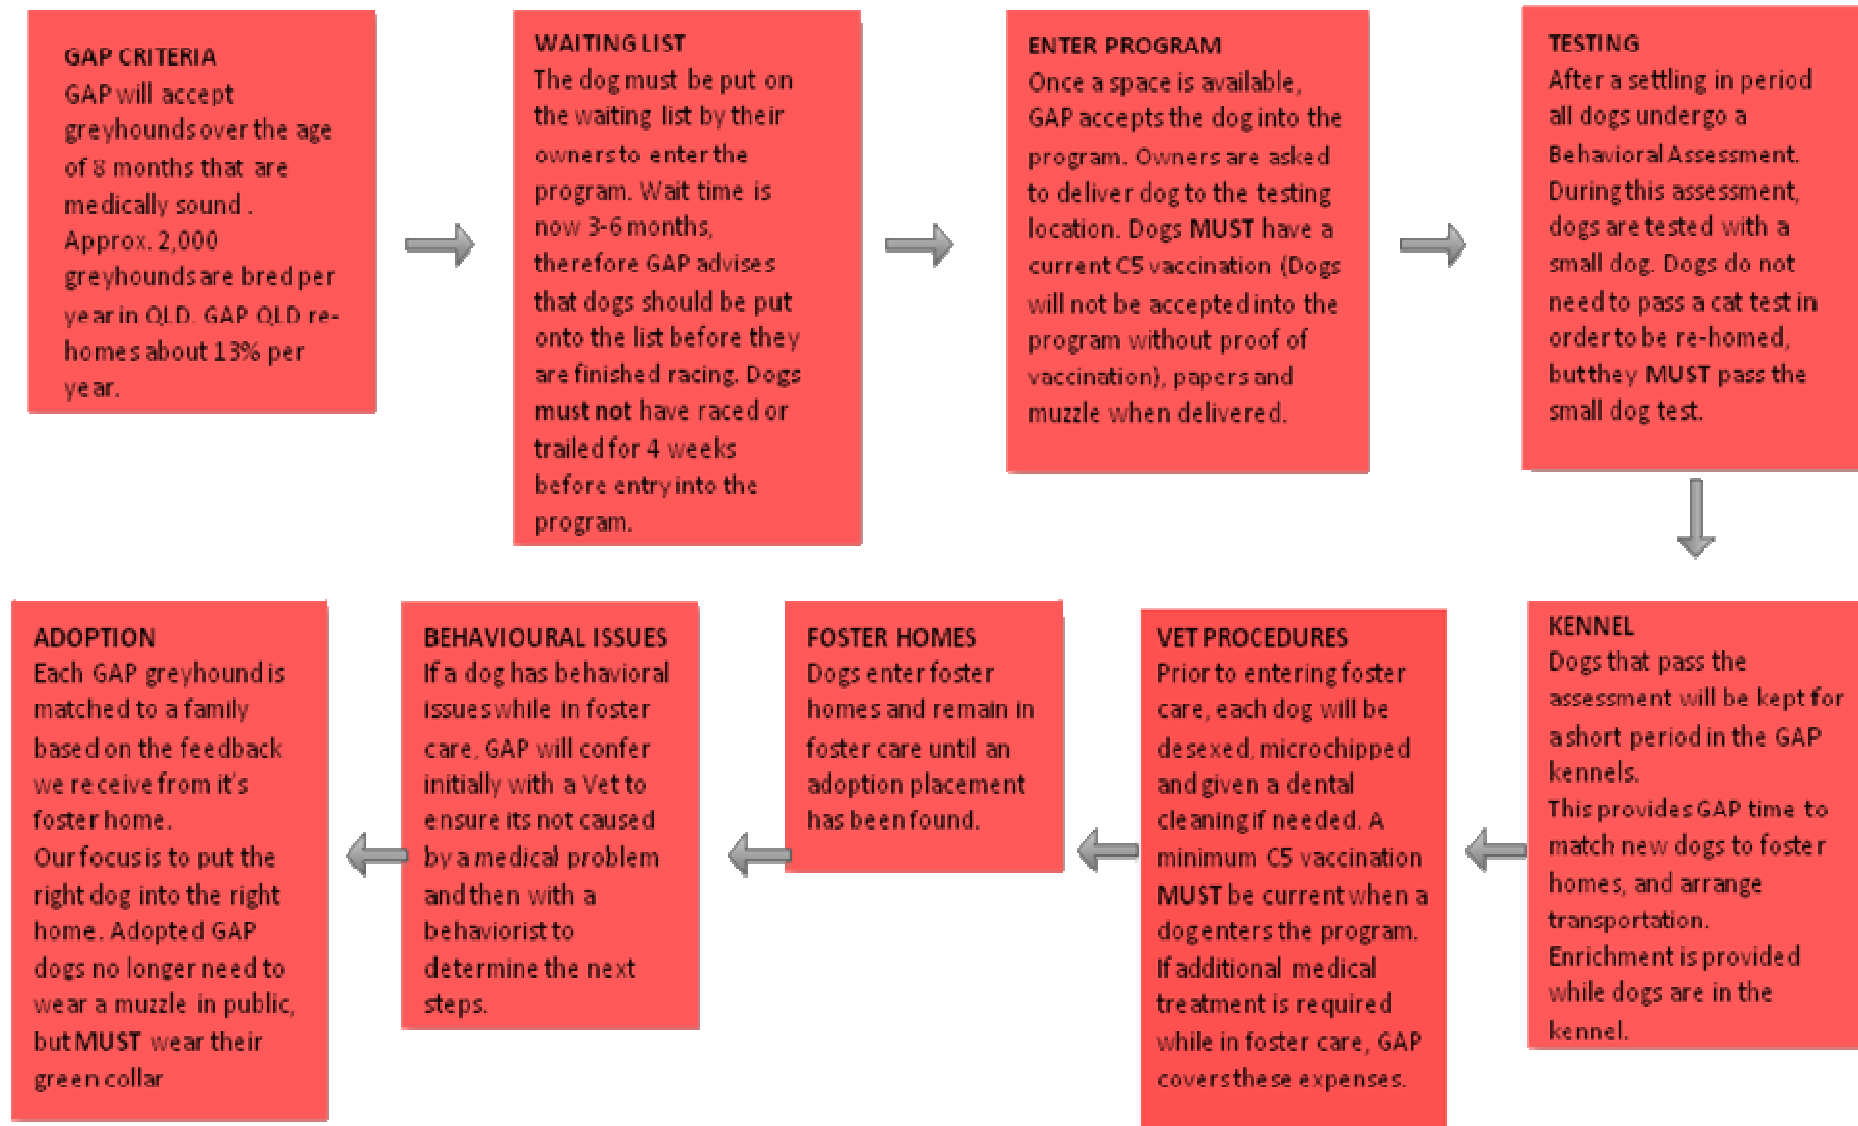 GAP CRITERIA
GAP will accept
greyhounds over the age
of 8 months that are
medically sound .
Approx. 2,000
greyhounds are bred per
year in QLD. GAP QLD re-
homes about 13% per
year.
WAITING LIST
The dog must be put on
the waiting list by their
owners to enter the
program. Wait time is
now 3-6 months,
therefore GAP advises
that dogs should be put
onto the list before they
are finished racing. Dogs
must not have raced or
trailed for 4 weeks
before entry into the
program.
ENTER PROGRAM
Once a space is available,
GAP accepts the dog into the
program. Owners are asked
to deliver dog to the testing
location. Dogs MUST have a
current C5 vaccination (Dogs
will not be accepted into the
program without proof of
vaccination), papers and
muzzle when delivered.
TESTING
After a settling in period
all dogs undergo a
Behavioral Assessment.
During this assessment,
dogs are tested with a
small dog. Dogs do not
need to pass a cat test in
order to be re-homed,
but they MUST pass the
small dog test.
KENNEL
Dogs that pass the
assessment will be kept for
a short period in the GAP
kennels.
This provides GAP time to
match new dogs to foster
homes, and arrange
transportation.
Enrichment is provided
while dogs are in the
kennel.
VET PROCEDURES
Prior to entering foster
care, each dog will be
desexed, microchipped
and given a dental
cleaning if needed. A
minimum C5 vaccination
MUST be current when a
dog enters the program.
If additional medical
treatment is required
while in foster care, GAP
covers these expenses.
FOSTER HOMES
Dogs enter foster
homes and remain in
foster care until an
adoption placement
has been found.
BEHAVIOURAL ISSUES
If a dog has behavioral
issues while in foster
care, GAP will confer
initially with a Vet to
ensure its not caused
by a medical problem
and then with a
behaviorist to
determine the next
steps.
ADOPTION
Each GAP greyhound is
matched to a family
based on the feedback
we receive from it's
foster home.
Our focus is to put the
right dog into the right
home. Adopted GAP
dogs no longer need to
wear a muzzle in public,
but MUST wear their
green collar